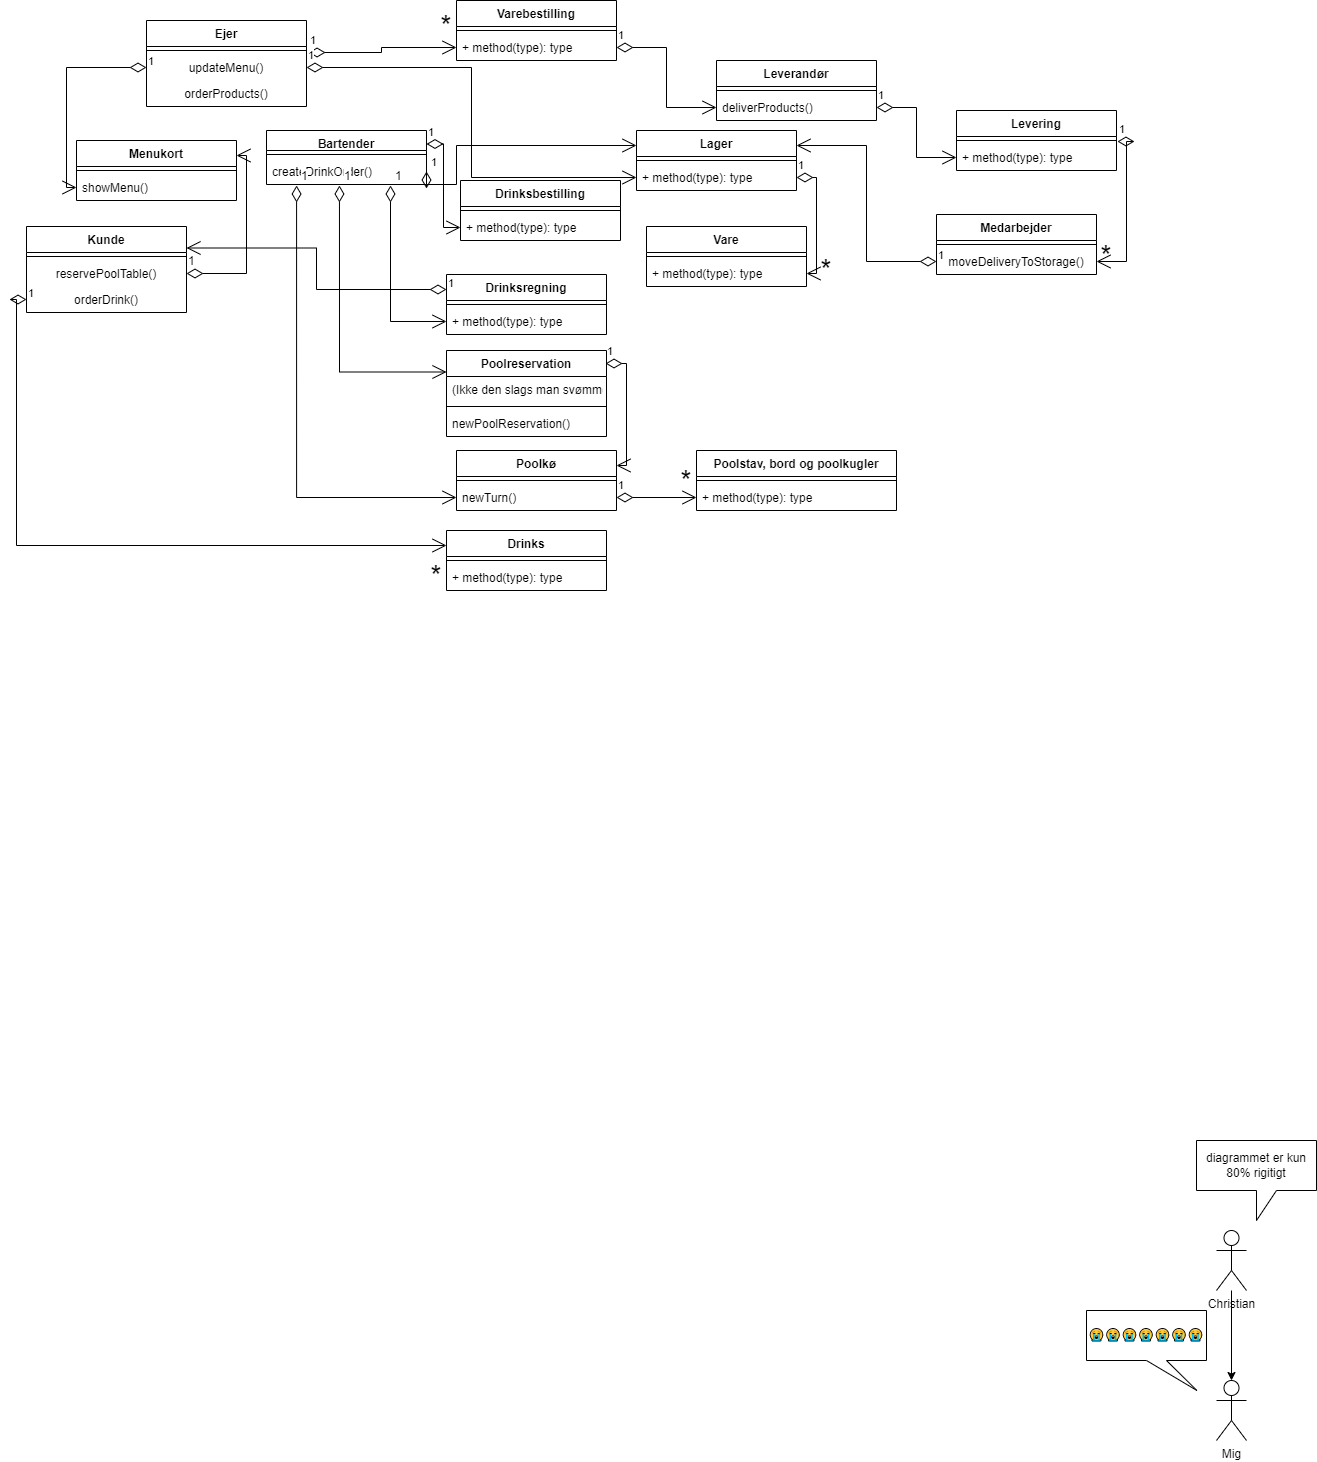 Ejer
updateMenu()
orderProducts()
1
1
1
*
Varebestilling
+ method(type): type
1
Leverandør
deliverProducts()
1
Levering
+ method(type): type
1
Menukort
showMenu()
Bartender
createDrinkOrder()
1
1
1
1
1
Drinksbestilling
+ method(type): type
Lager
+ method(type): type
1
Vare
+ method(type): type
*
Medarbejder
moveDeliveryToStorage()
1
*
Kunde
reservePoolTable()
orderDrink()
1
1
Drinksregning
+ method(type): type
1
Poolreservation
(Ikke den slags man svømm
newPoolReservation()
1
Poolkø
newTurn()
1
*
Poolstav, bord og poolkugler
+ method(type): type
Drinks
+ method(type): type
*
diagrammet er kun
80% rigitigt
Christian
😭😭😭😭😭😭😭
Mig